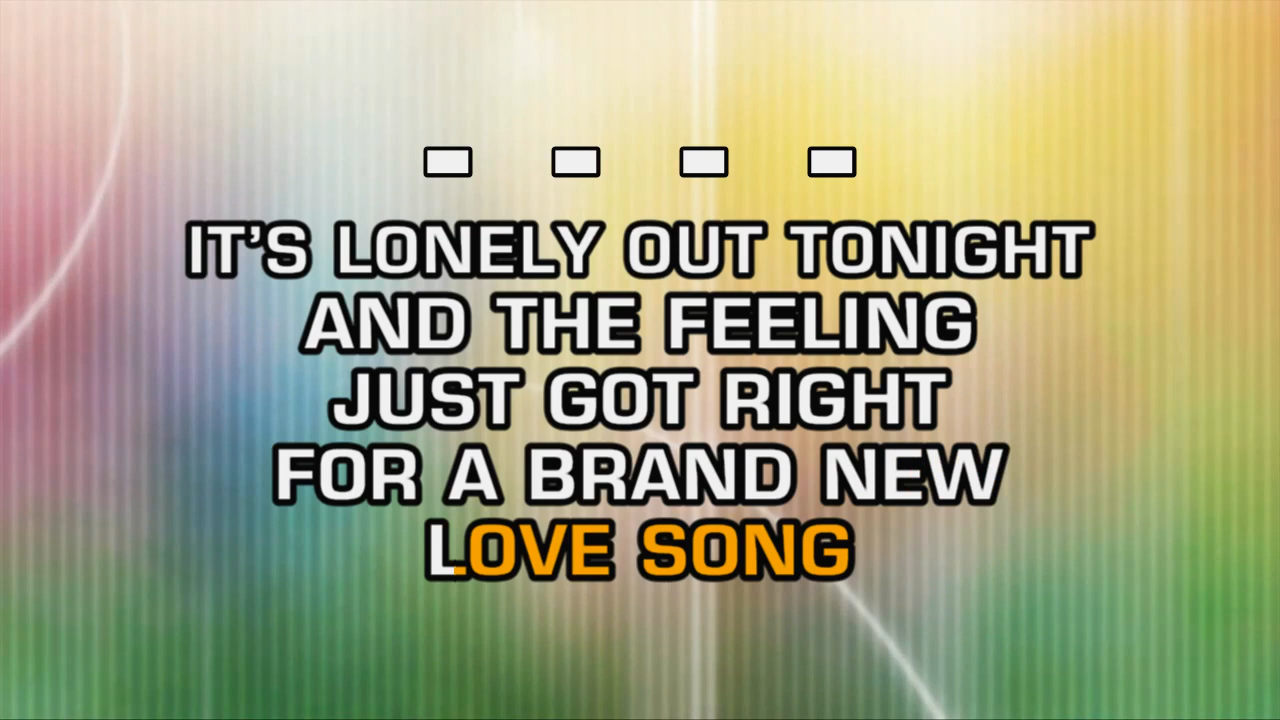 IT’S LONELY OUT TONIGHT
AND THE FEELING
JUST GOT RIGHT
FOR A BRAND NEW
LOVE SONG